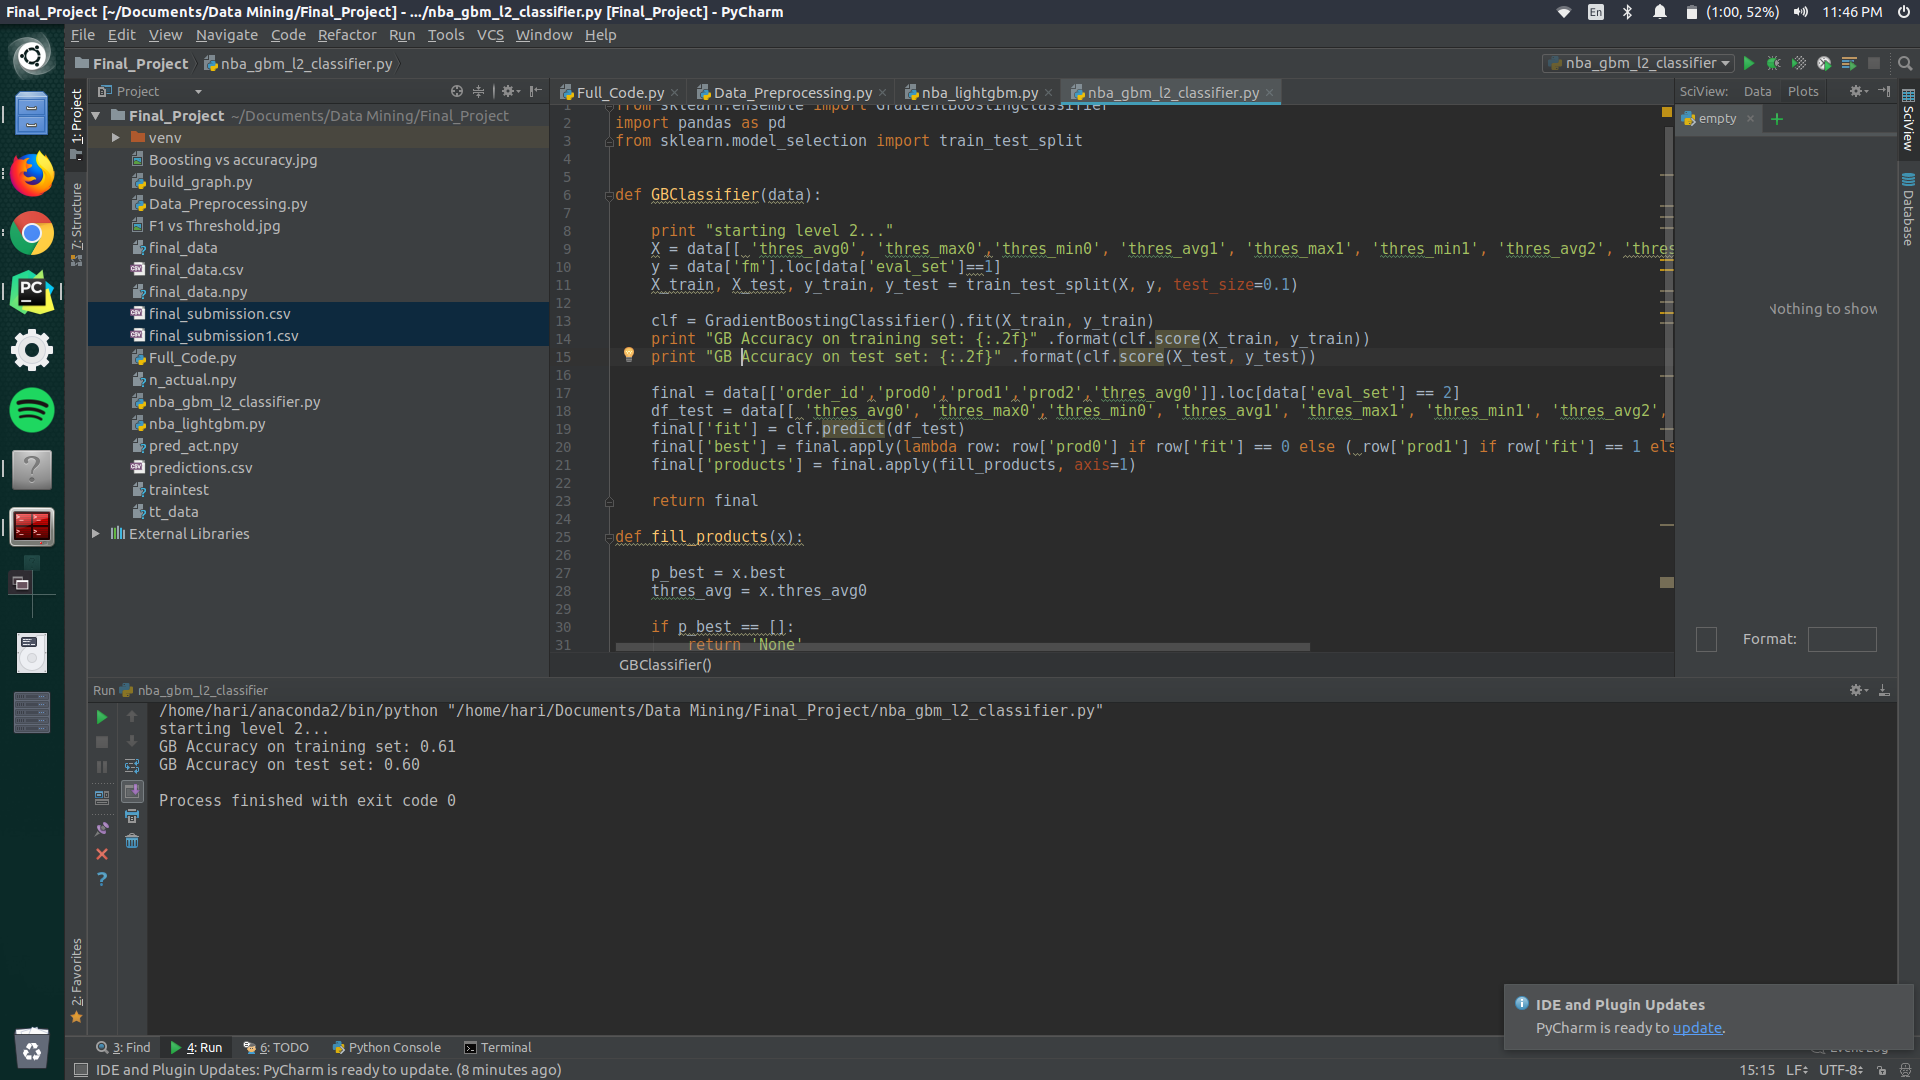 Final_Project [~/Documents/Data Mining/Final_Project] - .../nba_gbm_l2_classifier.py [Final_Project] - PyCharm
En (1:00, 52%) 11:46 PM
File Edit View Navigate Code Refactor Run Tools VCS Window Help
Final_Project nba_gbm_l2_classifier.py
nba_gbm_l2_classifier
Project
Full_Code.py Data_Preprocessing.py nba_lightgbm.py nba_gbm_l2_classifier.py
SciView: Data Plots
empty
Nothing to show
Format:
SciView
Database
1: Project
7: Structure
2: Favorites
Final_Project ~/Documents/Data Mining/Final_Project
venv
Boosting vs accuracy.jpg
build_graph.py
Data_Preprocessing.py
F1 vs Threshold.jpg
final_data
final_data.csv
final_data.npy
final_submission.csv
final_submission1.csv
Full_Code.py
n_actual.npy
nba_gbm_l2_classifier.py
nba_lightgbm.py
pred_act.npy
predictions.csv
traintest
tt_data
External Libraries
1 from sklearn.ensemble import GradientBoostingClassifier
2 import pandas as pd
3 from sklearn.model_selection import train_test_split
4
5
6 def GBClassifier(data):
7
8 print "starting level 2..."
9 X = data[[ 'thres_avg0', 'thres_max0','thres_min0', 'thres_avg1', 'thres_max1', 'thres_min1', 'thres_avg2', 'thres
10 y = data['fm'].loc[data['eval_set']==1]
11 X_train, X_test, y_train, y_test = train_test_split(X, y, test_size=0.1)
12
13 clf = GradientBoostingClassifier().fit(X_train, y_train)
14 print "GB Accuracy on training set: {:.2f}" .format(clf.score(X_train, y_train))
15 print "GB Accuracy on test set: {:.2f}" .format(clf.score(X_test, y_test))
16
17 final = data[['order_id','prod0','prod1','prod2','thres_avg0']].loc[data['eval_set'] == 2]
18 df_test = data[[ 'thres_avg0', 'thres_max0','thres_min0', 'thres_avg1', 'thres_max1', 'thres_min1', 'thres_avg2',
19 final['fit'] = clf.predict(df_test)
20 final['best'] = final.apply(lambda row: row['prod0'] if row['fit'] == 0 else ( row['prod1'] if row['fit'] == 1 els
21 final['products'] = final.apply(fill_products, axis=1)
22
23 return final
24
25 def fill_products(x):
26
27 p_best = x.best
28 thres_avg = x.thres_avg0
29
30 if p_best == []:
31 return 'None'
GBClassifier()
Run nba_gbm_l2_classifier
/home/hari/anaconda2/bin/python "/home/hari/Documents/Data Mining/Final_Project/nba_gbm_l2_classifier.py"
starting level 2...
GB Accuracy on training set: 0.61
GB Accuracy on test set: 0.60
Process finished with exit code 0
IDE and Plugin Updates
PyCharm is ready to update.
3: Find 4: Run 6: TODO Python Console Terminal Event Log
IDE and Plugin Updates: PyCharm is ready to update. (8 minutes ago) 15:15 LF UTF-8